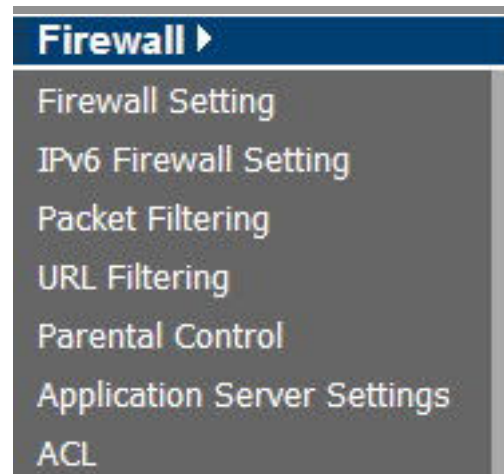 Firewall
Firewall Setting
IPv6 Firewall Setting
Packet Filtering
URL Filtering
Parental Control
Application Server Settings
ACL